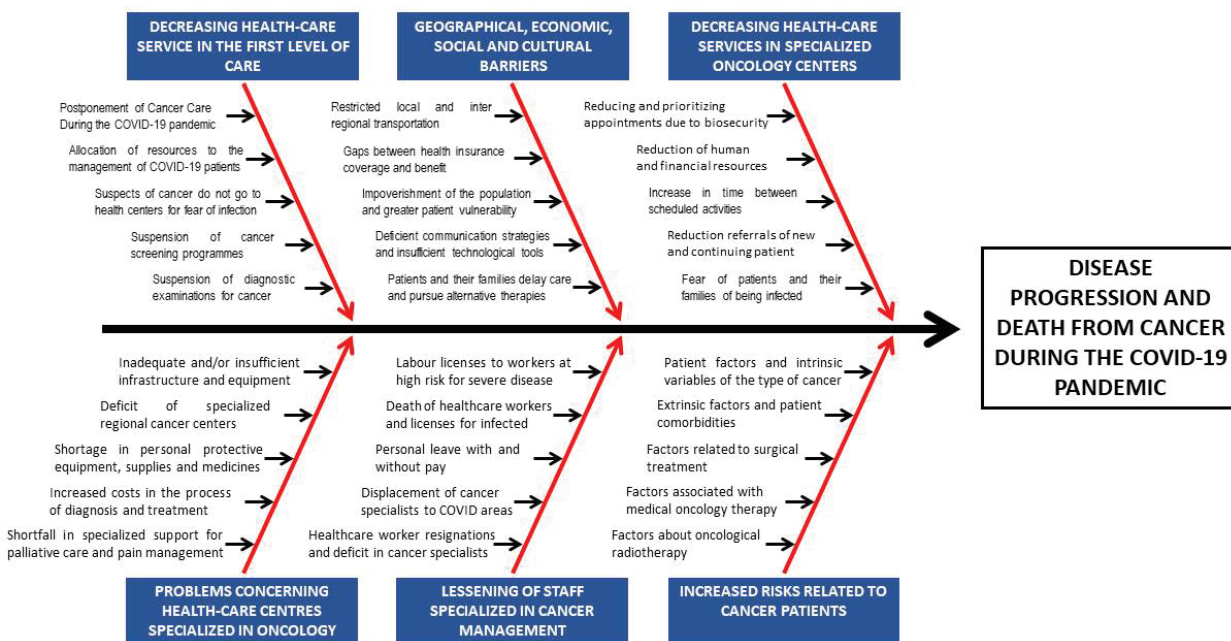 DECREASING HEALTH-CARE
SERVICE IN THE FIRST LEVEL OF
CARE
Postponement of Cancer Care
During the COVID-19 pandemic
Allocation of resources to the
management of COVID-19 patients
Suspects of cancer do not go to
health centers for fear of infection
Suspension of cancer
screening programmes
Suspension of diagnostic
examinations for cancer
GEOGRAPHICAL, ECONOMIC,
SOCIAL AND CULTURAL
BARRIERS
Restricted local and inter
regional transportation
Gaps between health insurance
coverage and benefit
Impoverishment of the population
and greater patient vulnerability
Deficient communication strategies
and insufficient technological tools
Patients and their families delay care
and pursue alternative therapies
DECREASING HEALTH-CARE
SERVICES IN SPECIALIZED
ONCOLOGY CENTERS
Reducing and prioritizing
appointments due to biosecurity
Reduction of human
and financial resources
Increase in time between
scheduled activities
Reduction referrals of new
and continuing patient
Fear of patients and their
families of being infected
DISEASE
PROGRESSION AND
DEATH FROM CANCER
DURING THE COVID-19
PANDEMIC
Inadequate and/or insufficient
infrastructure and equipment
Deficit of specialized
regional cancer centers
Shortage in personal protective
equipment, supplies and medicines
Increased costs in the process
of diagnosis and treatment
Shortfall in specialized support for
palliative care and pain management
PROBLEMS CONCERNING
HEALTH-CARE CENTRES
SPECIALIZED IN ONCOLOGY
Labour licenses to workers at
high risk for severe disease
Death of healthcare workers
and licenses for infected
Personal leave with and
without pay
Displacement of cancer
specialists to COVID areas
Healthcare worker resignations
and deficit in cancer specialists
LESSENING OF STAFF
SPECIALIZED IN CANCER
MANAGEMENT
Patient factors and intrinsic
variables of the type of cancer
Extrinsic factors and patient
comorbidities
Factors related to surgical
treatment
Factors associated with
medical oncology therapy
Factors about oncological
radiotherapy
INCREASED RISKS RELATED TO
CANCER PATIENTS